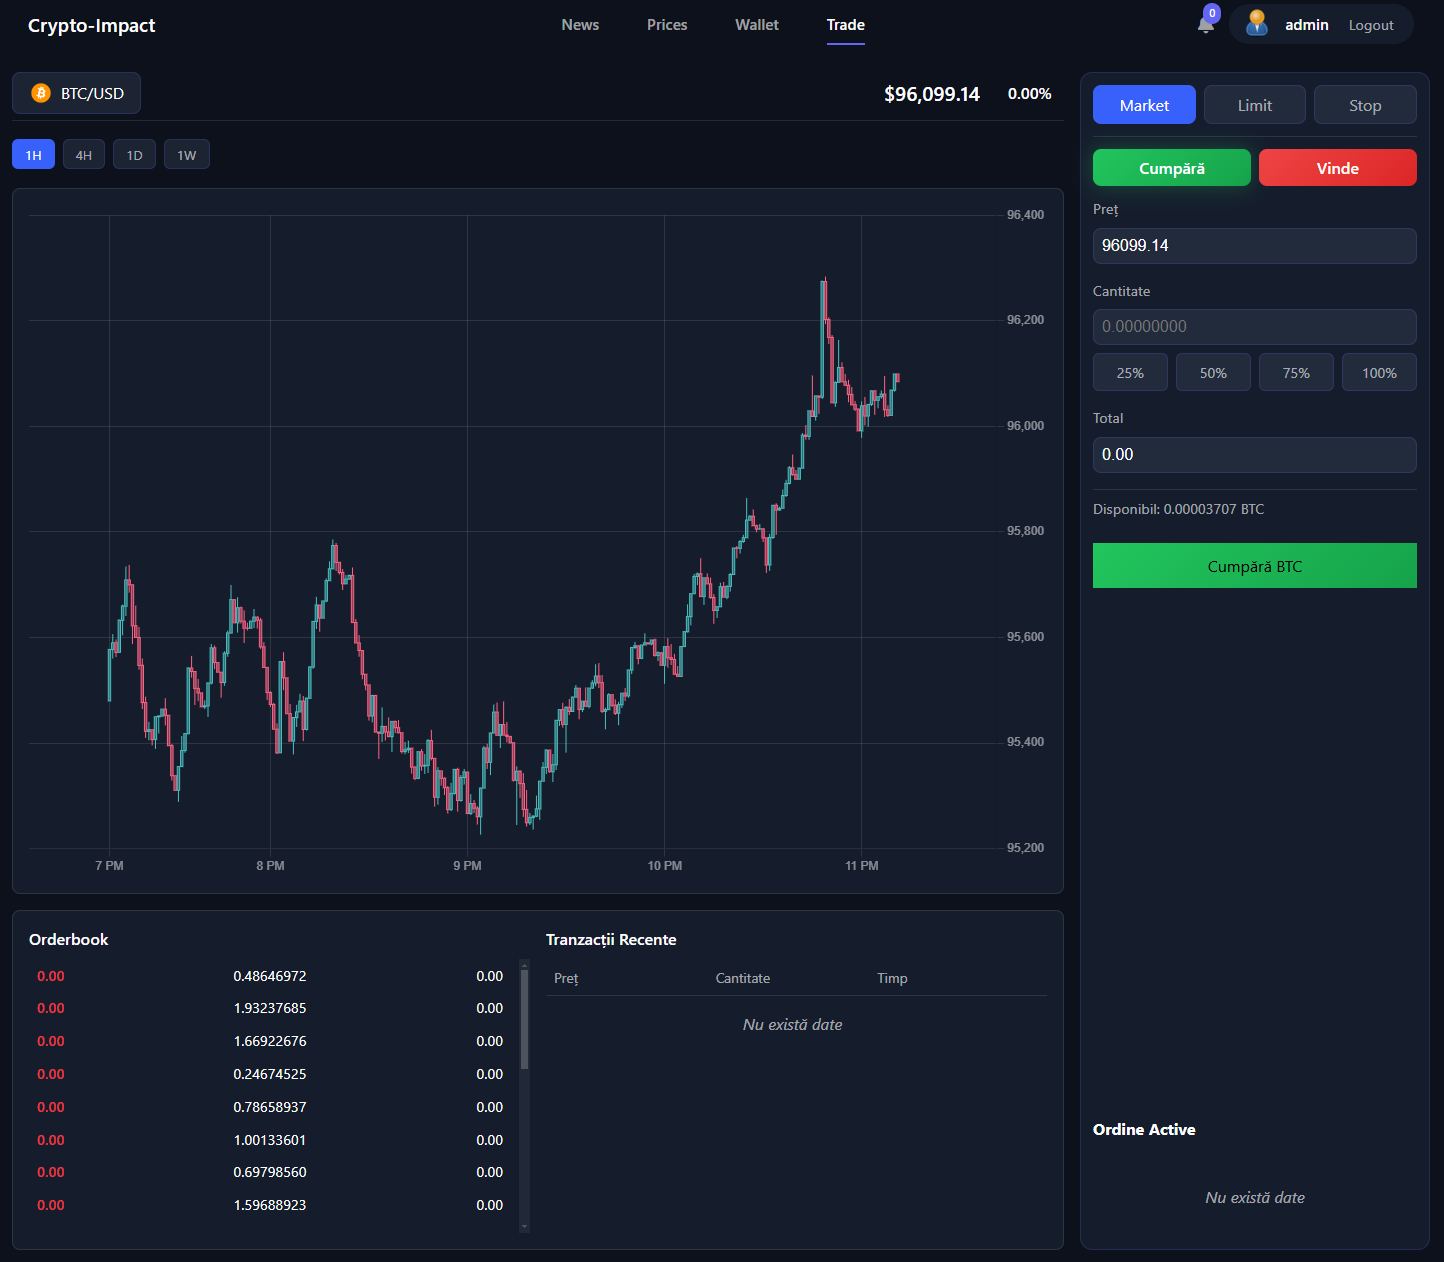 Crypto-Impact
News Prices Wallet Trade
0
admin Logout
BTC/USD
$96,099.14 0.00%
1H 4H 1D 1W
96,400
96,200
96,000
95,800
95,600
95,400
95,200
7 PM 8 PM 9 PM 10 PM 11 PM
Orderbook
0.00 0.48646972 0.00
0.00 1.93237685 0.00
0.00 1.66922676 0.00
0.00 0.24674525 0.00
0.00 0.78658937 0.00
0.00 1.00133601 0.00
0.00 0.69798560 0.00
0.00 1.59688923 0.00
Tranzacții Recente
Preț Cantitate Timp
Nu există date
Market Limit Stop
Cumpără Vinde
Preț
96099.14
Cantitate
0.00000000
25% 50% 75% 100%
Total
0.00
Disponibil: 0.00003707 BTC
Cumpără BTC
Ordine Active
Nu există date